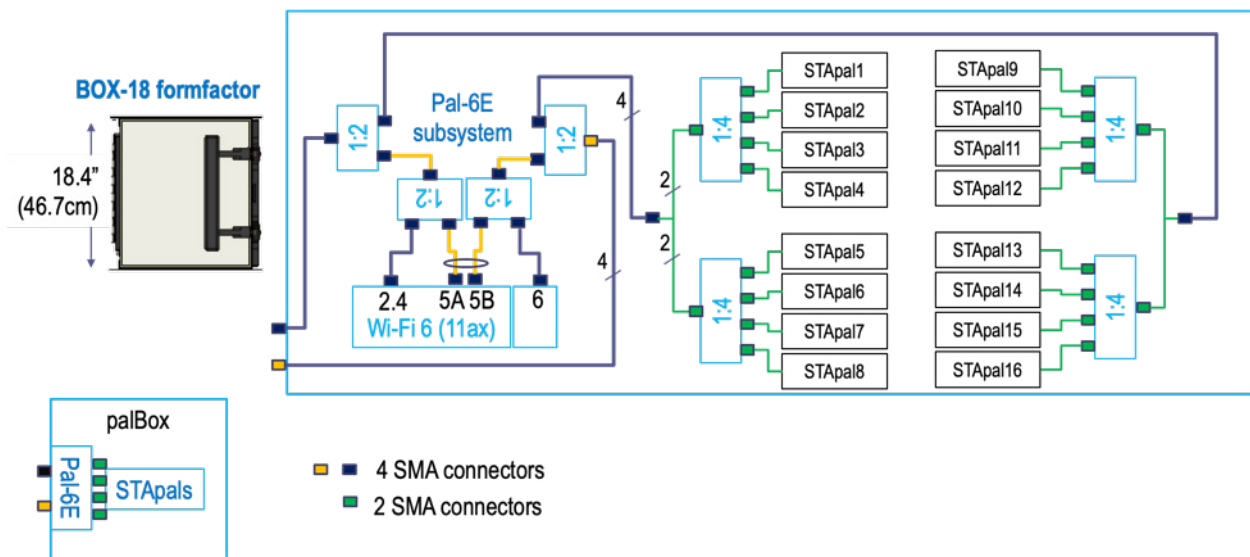 BOX-18 formfactor
18.4”
(46.7cm)
Pal-6E
subsystem
1:2
1:2
1:2
1:2
2.4
5A
5B
6
Wi-Fi 6 (11ax)
4
4
2
2
1:4
STApal1
STApal2
STApal3
STApal4
1:4
STApal5
STApal6
STApal7
STApal8
STApal9
STApal10
STApal11
STApal12
1:4
STApal13
STApal14
STApal15
STApal16
1:4
palBox
Pal-6E
STApals
4 SMA connectors
2 SMA connectors